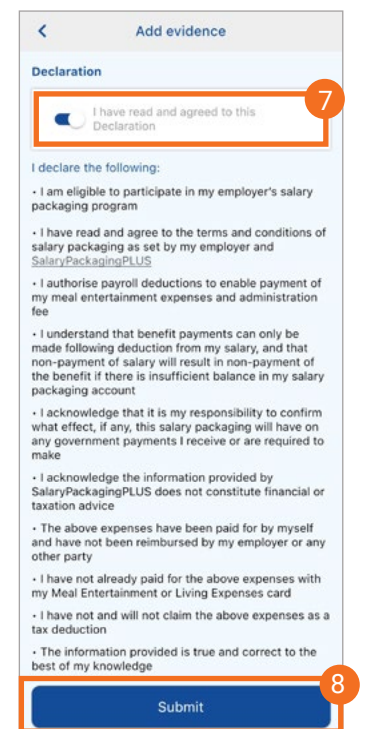 Add evidence
Declaration
7
I have read and agreed to this
Declaration
I declare the following:
• I am eligible to participate in my employer's salary
packaging program
• I have read and agree to the terms and conditions of
salary packaging as set by my employer and
SalaryPackagingPLUS
• I authorise payroll deductions to enable payment of
my meal entertainment expenses and administration
fee
• I understand that benefit payments can only be
made following deduction from my salary, and that
non-payment of salary will result in non-payment of
the benefit if there is insufficient balance in my salary
packaging account
• I acknowledge that it is my responsibility to confirm
what effect, if any, this salary packaging will have on
any government payments I receive or are required to
make
• I acknowledge the information provided by
SalaryPackagingPLUS does not constitute financial or
taxation advice
• The above expenses have been paid for by myself
and have not been reimbursed by my employer or any
other party
• I have not already paid for the above expenses with
my Meal Entertainment or Living Expenses card
• I have not and will not claim the above expenses as a
tax deduction
• The information provided is true and correct to the
best of my knowledge
8
Submit